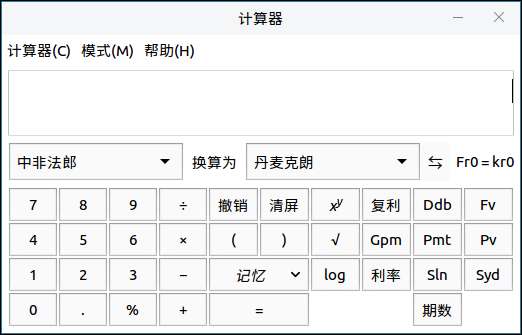 计算器
计算器(C) 模式(M) 帮助(H)
中非法郎 换算为 丹麦克朗 ⇆ Fr0 = kr0
7 8 9 ÷ 撤销 清屏 xʸ 复利 Ddb Fv
4 5 6 × ( ) √ Gpm Pmt Pv
1 2 3 − 记忆 log 利率 Sln Syd
0 . % + = 期数